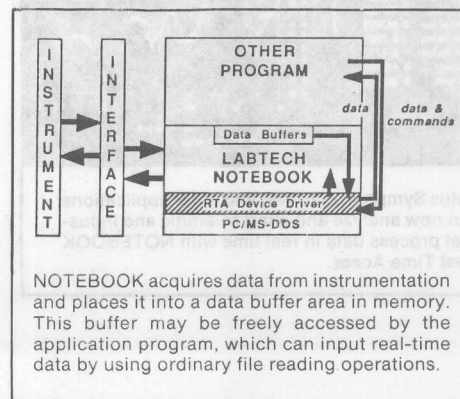 INSTRUMENT
INTERFACE
OTHER
PROGRAM
data
data &
commands
Data Buffers
LABTECH
NOTEBOOK
RTA Device Driver
PC/MS-DOS
NOTEBOOK acquires data from instrumentation
and places it into a data buffer area in memory.
This buffer may be freely accessed by the
application program, which can input real-time
data by using ordinary file reading operations.